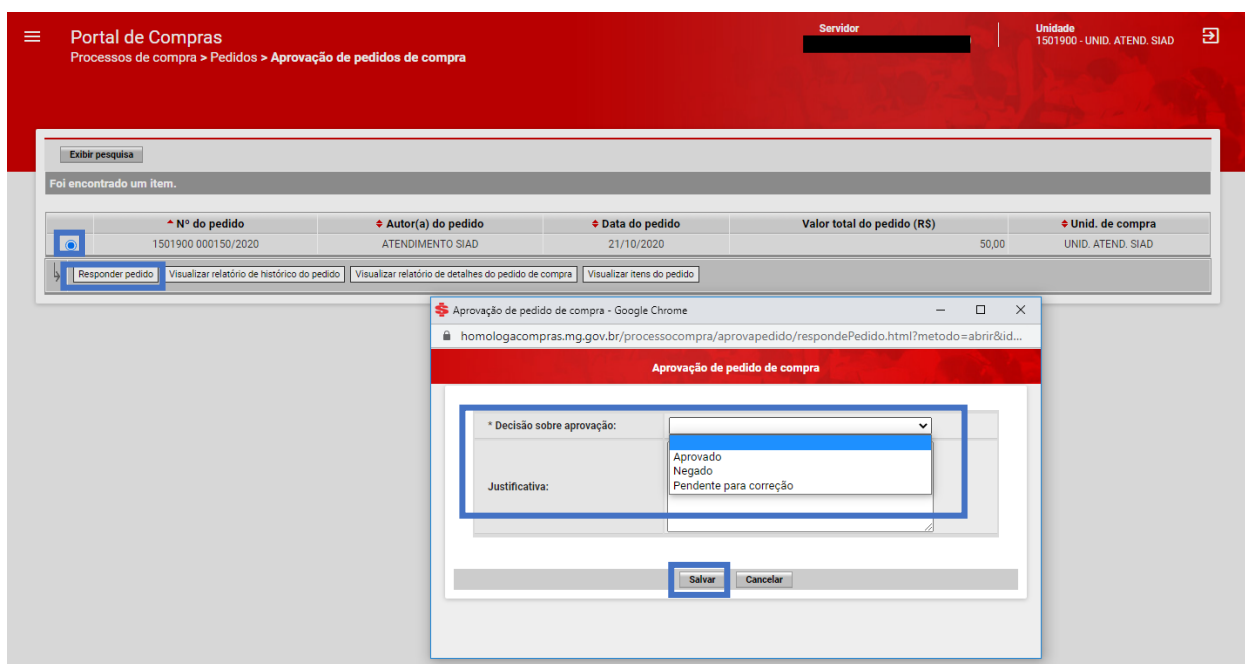 Portal de Compras
Processos de compra > Pedidos > Aprovação de pedidos de compra
Servidor
Unidade
1501900 - UNID. ATEND. SIAD
Exibir pesquisa
Foi encontrado um item.
Nº do pedido Autor(a) do pedido Data do pedido Valor total do pedido (R$) Unid. de compra
1501900 000150/2020 ATENDIMENTO SIAD 21/10/2020 50,00 UNID. ATEND. SIAD
Responder pedido Visualizar relatório de histórico do pedido Visualizar relatório de detalhes do pedido de compra Visualizar itens do pedido
Aprovação de pedido de compra - Google Chrome
homologacompras.mg.gov.br/processocompra/aprovapedido/respondePedido.html?metodo=abrir&id...
Aprovação de pedido de compra
* Decisão sobre aprovação:
Aprovado
Negado
Pendente para correção
Justificativa:
Salvar Cancelar